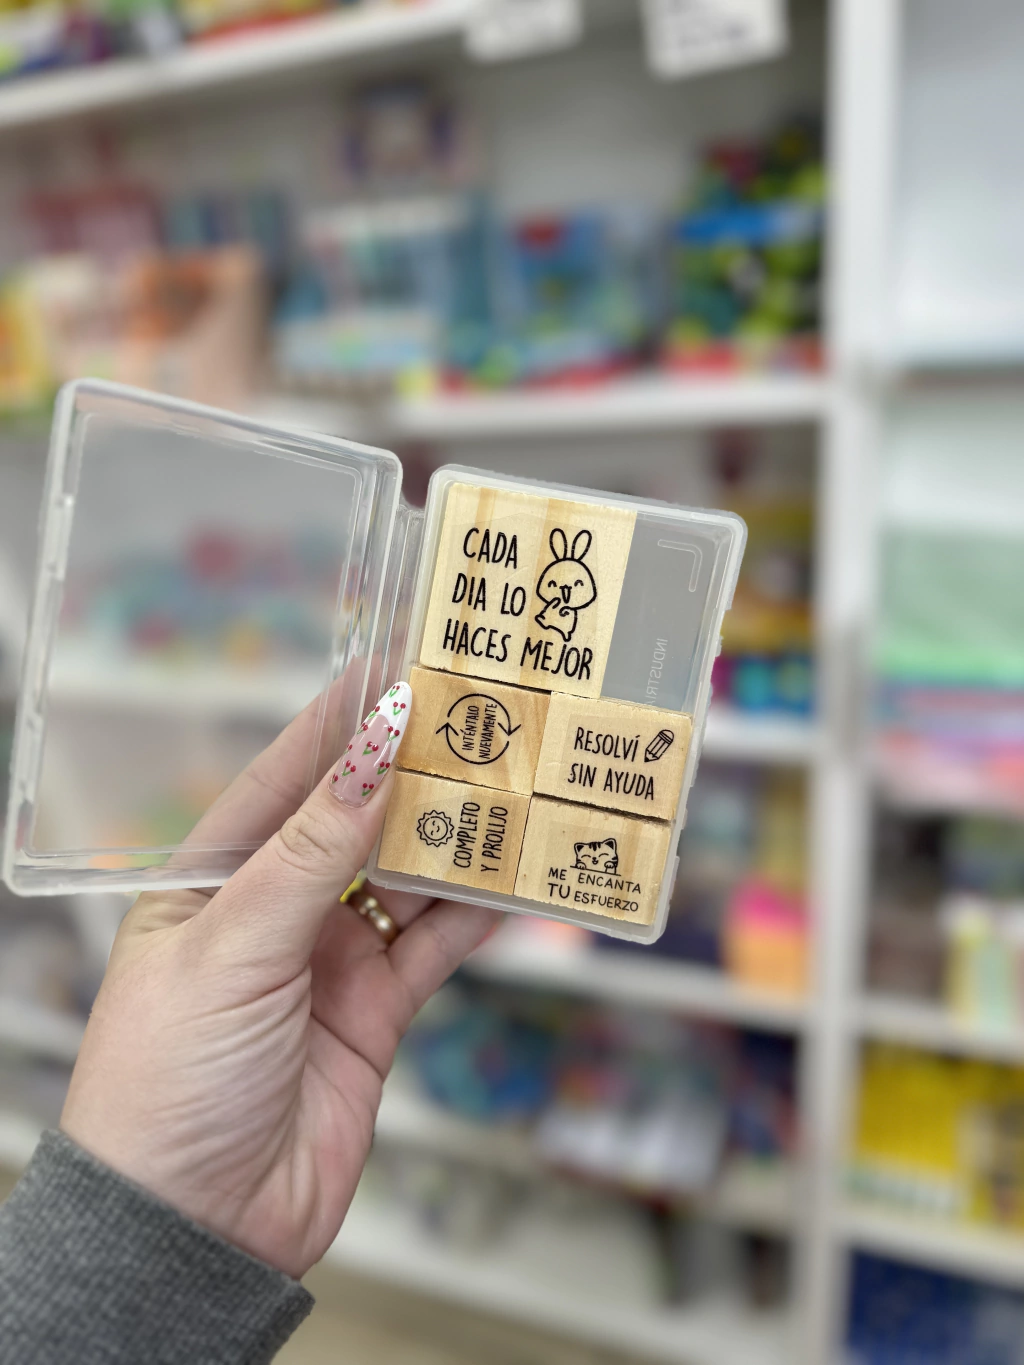 CADA
DIA LO
HACES MEJOR
INTÉNTALO
NUEVAMENTE
RESOLVÍ
SIN AYUDA
COMPLETO
Y PROLIJO
ME ENCANTA
TU ESFUERZO